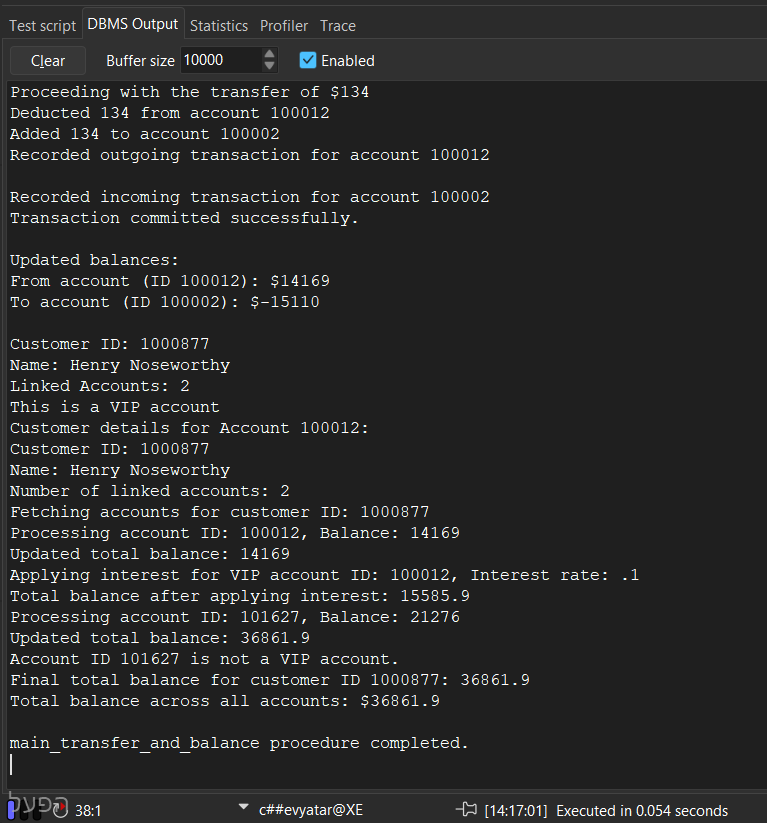 Test script DBMS Output Statistics Profiler Trace
Clear Buffer size 10000 Enabled
Proceeding with the transfer of $134
Deducted 134 from account 100012
Added 134 to account 100002
Recorded outgoing transaction for account 100012
Recorded incoming transaction for account 100002
Transaction committed successfully.
Updated balances:
From account (ID 100012): $14169
To account (ID 100002): $-15110
Customer ID: 1000877
Name: Henry Noseworthy
Linked Accounts: 2
This is a VIP account
Customer details for Account 100012:
Customer ID: 1000877
Name: Henry Noseworthy
Number of linked accounts: 2
Fetching accounts for customer ID: 1000877
Processing account ID: 100012, Balance: 14169
Updated total balance: 14169
Applying interest for VIP account ID: 100012, Interest rate: .1
Total balance after applying interest: 15585.9
Processing account ID: 101627, Balance: 21276
Updated total balance: 36861.9
Account ID 101627 is not a VIP account.
Final total balance for customer ID 1000877: 36861.9
Total balance across all accounts: $36861.9
main_transfer_and_balance procedure completed.
הפעל 38:1 c##evyatar@XE [14:17:01] Executed in 0.054 seconds